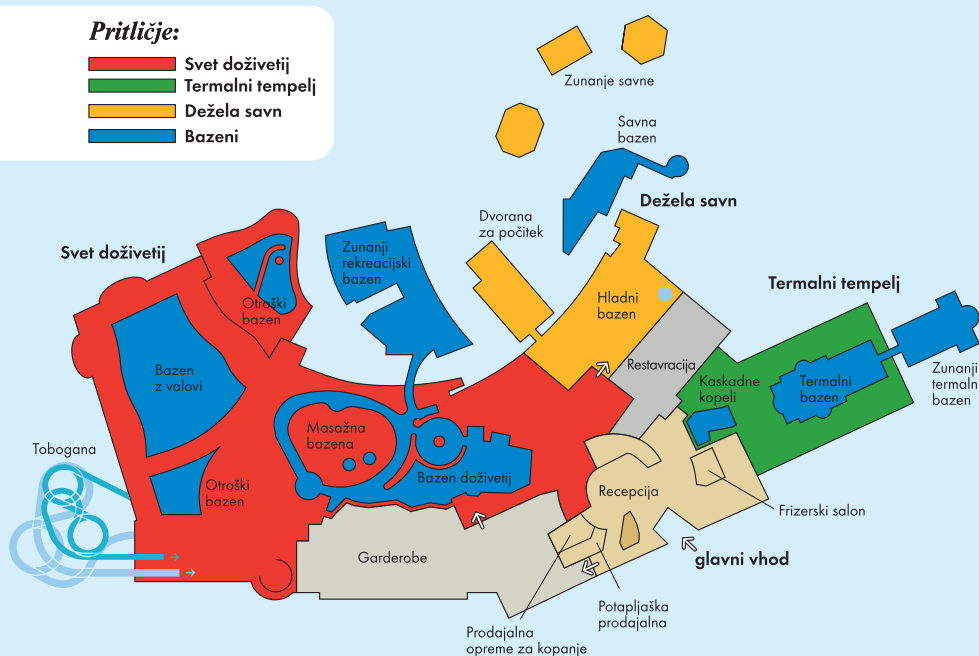 Pritličje:
Svet doživetij
Termalni tempelj
Dežela savn
Bazeni
Zunanje savne
Savna
bazen
Dežela savn
Dvorana
za počitek
Svet doživetij
Zunanji
rekreacijski
bazen
Otroški
bazen
Hladni
bazen
Termalni tempelj
Bazen
z valovi
Restavracija
Kaskadne
kopeli
Termalni
bazen
Zunanji
termaln
bazen
Masažna
bazena
Tobogana
Otroški
bazen
Bazen doživetij
Recepcija
Frizerski salon
Garderobe
glavni vhod
Potapljaška
prodajalna
Prodajalna
opreme za kopanje